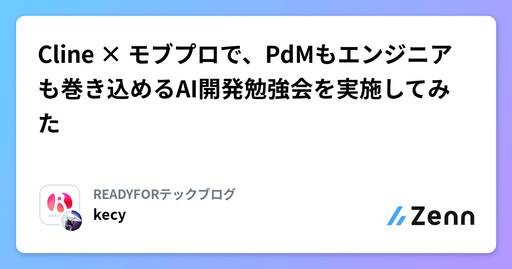 Cline × モブプロで、PdMもエンジニア
も巻き込めるAI開発勉強会を実施してみ
た
READYFORテックブログ
kecy
Zenn